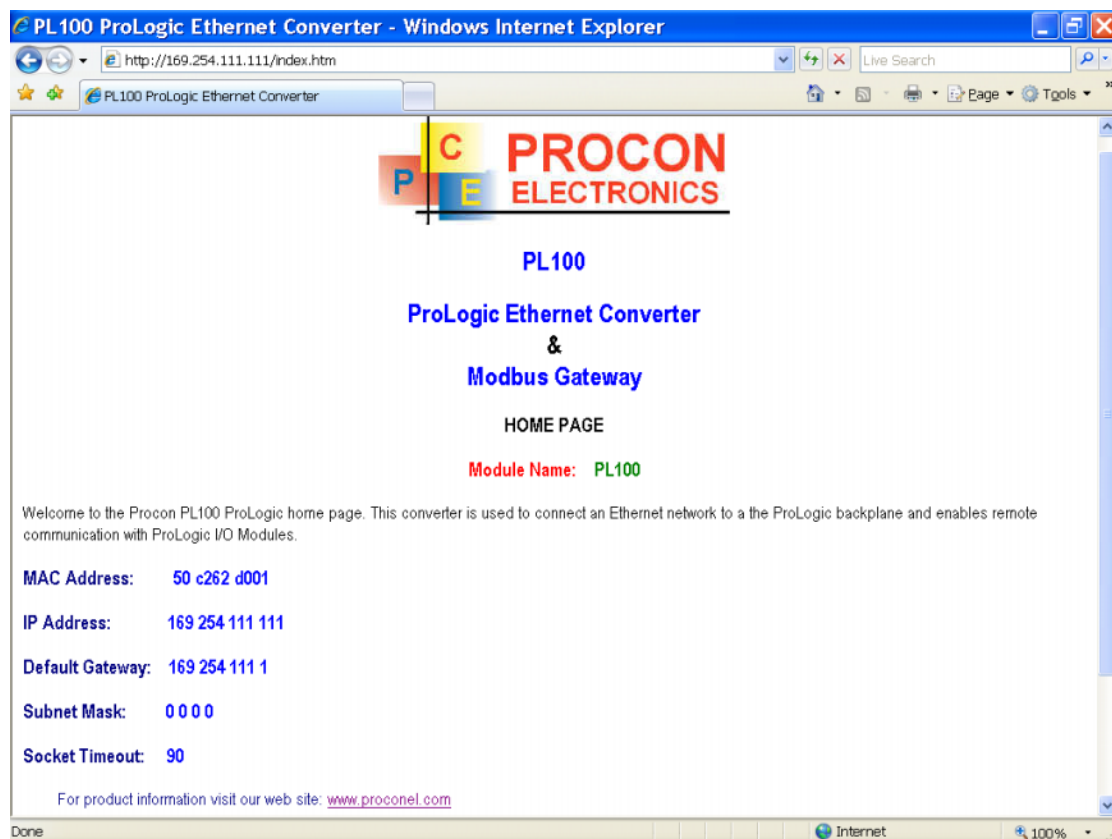 PL100 ProLogic Ethernet Converter - Windows Internet Explorer
http://169.254.111.111/index.htm
Live Search
PL100 ProLogic Ethernet Converter
Page
Tools
C
P
E
PROCON
ELECTRONICS
PL100
ProLogic Ethernet Converter
&
Modbus Gateway
HOME PAGE
Module Name: PL100
Welcome to the Procon PL100 ProLogic home page. This converter is used to connect an Ethernet network to a the ProLogic backplane and enables remote
communication with ProLogic I/O Modules.
MAC Address: 50 c262 d001
IP Address: 169 254 111 111
Default Gateway: 169 254 111 1
Subnet Mask: 0 0 0 0
Socket Timeout: 90
For product information visit our web site: www.proconel.com
Done
Internet
100%